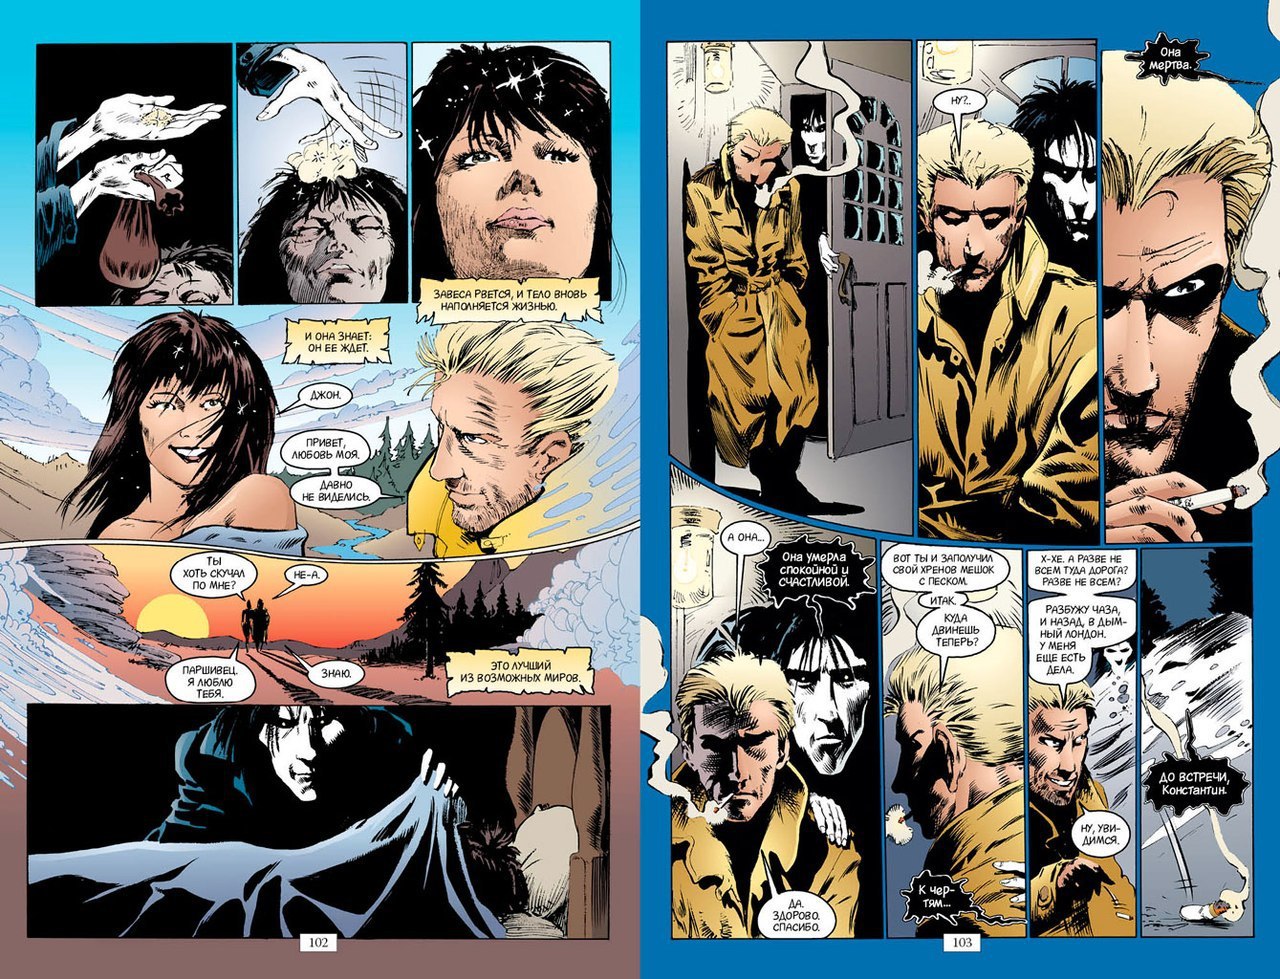 ЗАВЕСА РВЕТСЯ, И ТЕЛО ВНОВЬ
НАПОЛНЯЕТСЯ ЖИЗНЬЮ.
И ОНА ЗНАЕТ:
ОН ЕЕ ЖДЕТ.
ДЖОН.
ПРИВЕТ,
ЛЮБОВЬ МОЯ.
ДАВНО
НЕ ВИДЕЛИСЬ.
ТЫ
ХОТЬ СКУЧАЛ
ПО МНЕ?
НЕ-А.
ПАРШИВЕЦ.
Я ЛЮБЛЮ
ТЕБЯ.
ЗНАЮ.
ЭТО ЛУЧШИЙ
ИЗ ВОЗМОЖНЫХ МИРОВ.
102
НУ?..
Она
мертва.
А ОНА...
Она умерла
спокойной и
счастливой.
ДА.
ЗДОРОВО.
СПАСИБО.
ВОТ ТЫ И ЗАПОЛУЧИЛ
СВОЙ ХРЕНОВ МЕШОК
С ПЕСКОМ.
ИТАК.
КУДА
ДВИНЕШЬ
ТЕПЕРЬ?
К чер-
тям...
Х-ХЕ. А РАЗВЕ НЕ
ВСЕМ ТУДА ДОРОГА?
РАЗВЕ НЕ ВСЕМ?
РАЗБУЖУ ЧАЗА,
И НАЗАД, В ДЫМ-
НЫЙ ЛОНДОН.
У МЕНЯ
ЕЩЕ ЕСТЬ
ДЕЛА.
НУ, УВИ-
ДИМСЯ.
До встречи,
Константин.
103